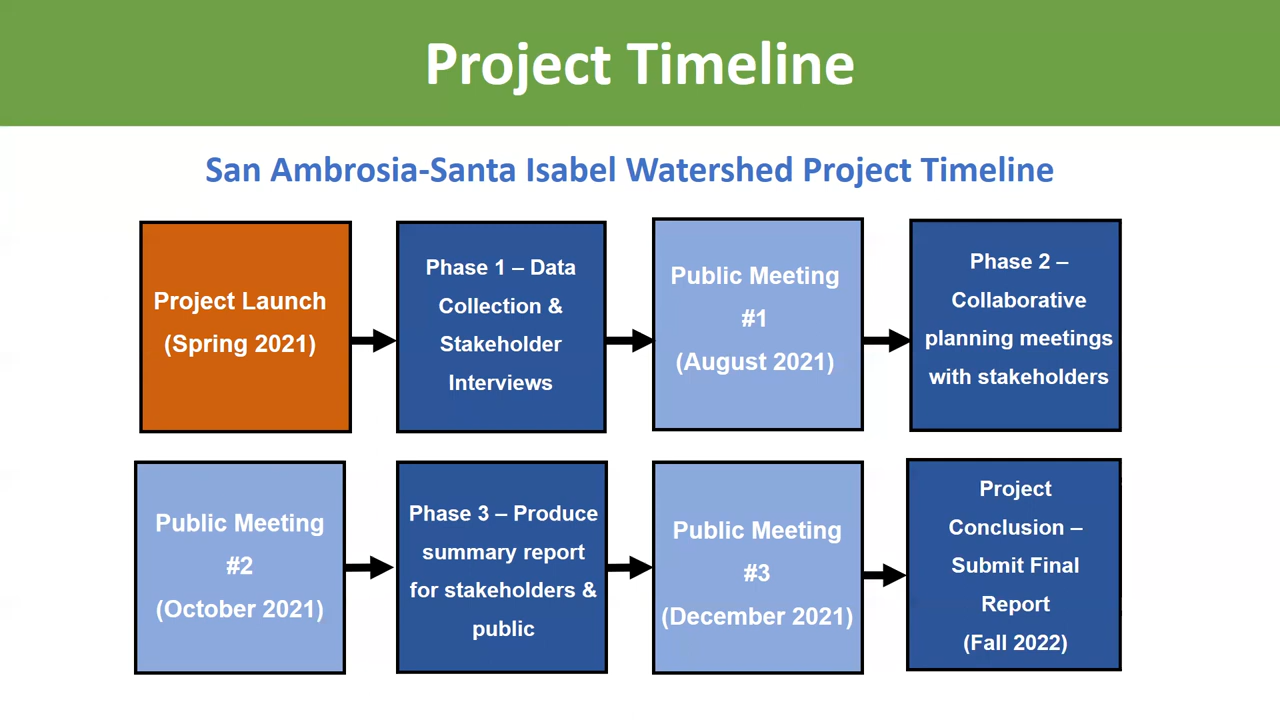 Project Timeline
San Ambrosia-Santa Isabel Watershed Project Timeline
Project Launch
(Spring 2021)
Phase 1 – Data
Collection &
Stakeholder
Interviews
Public Meeting
#1
(August 2021)
Phase 2 –
Collaborative
planning meetings
with stakeholders
Public Meeting
#2
(October 2021)
Phase 3 – Produce
summary report
for stakeholders &
public
Public Meeting
#3
(December 2021)
Project
Conclusion –
Submit Final
Report
(Fall 2022)